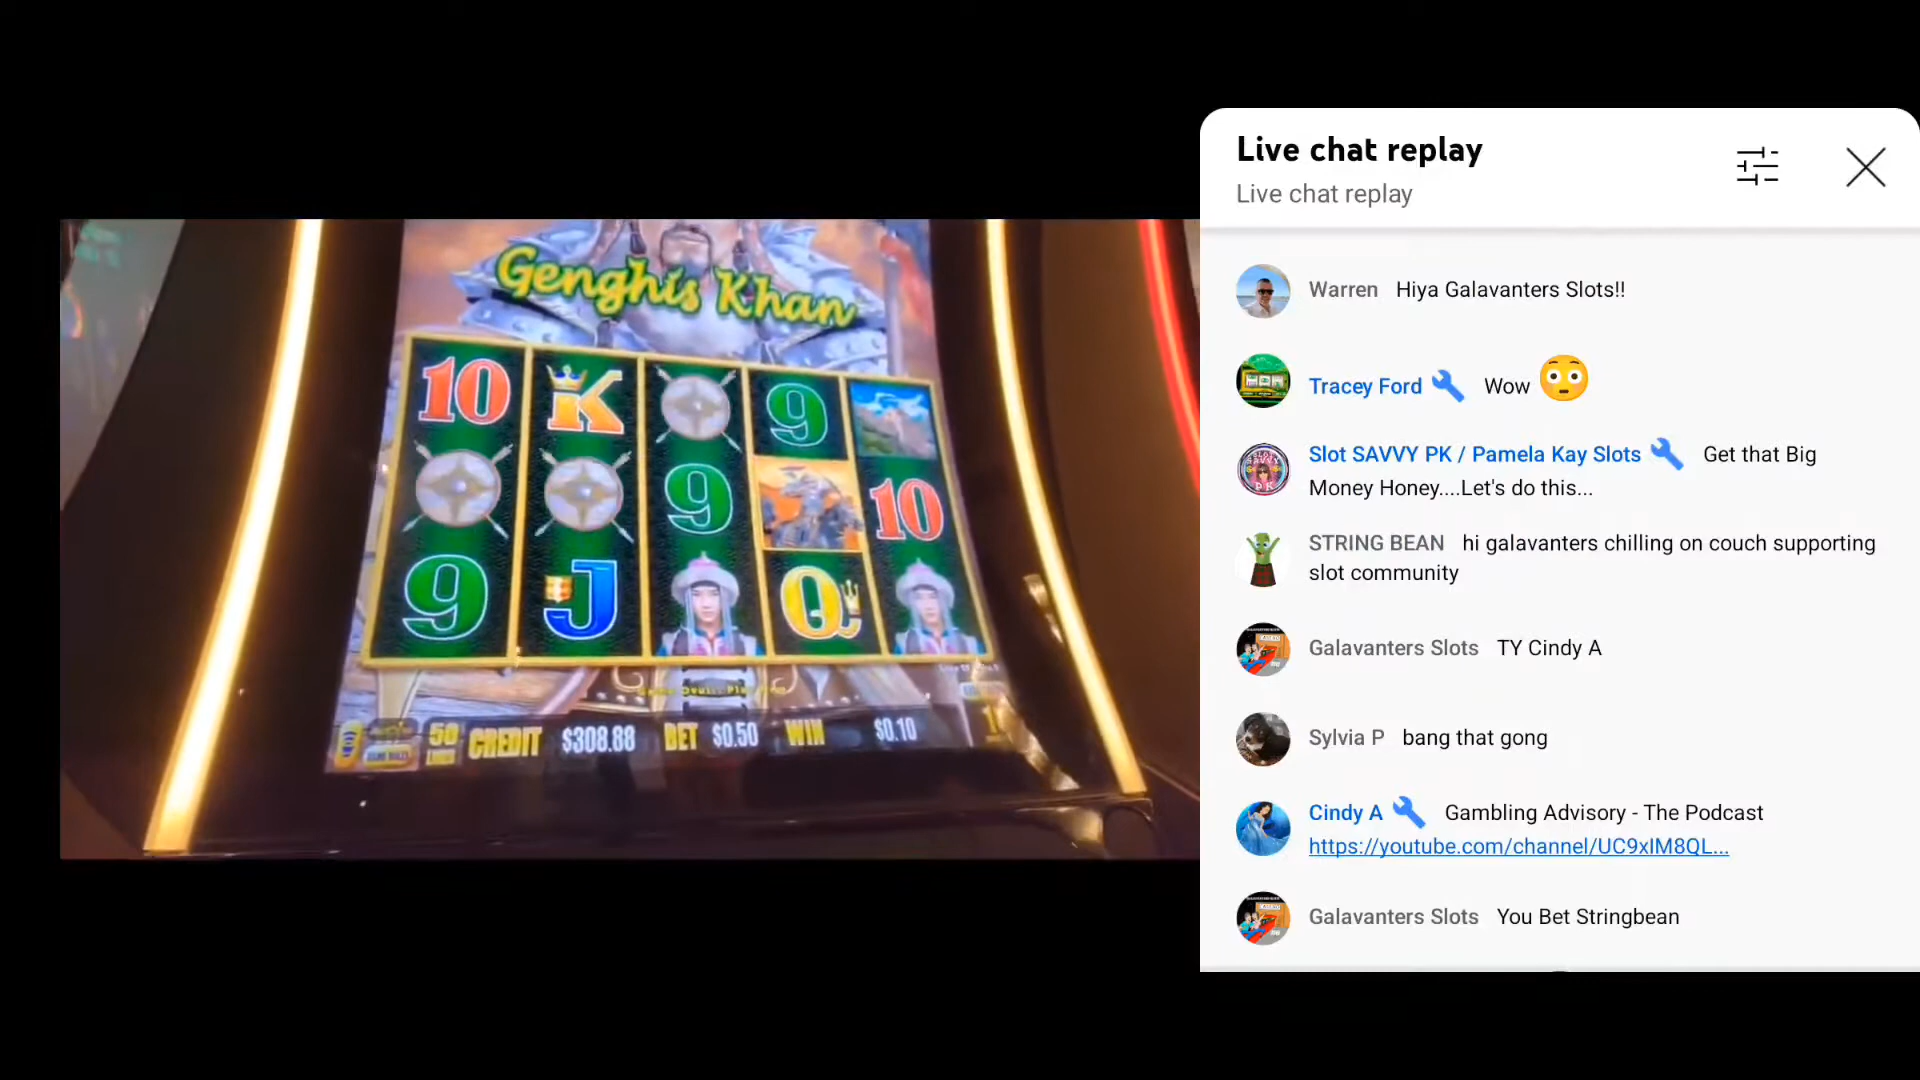 Genghis Khan
10 K 9
9 10
9 J Q
50 CREDIT $308.88 BET $0.50 WIN $0.10
Live chat replay
Live chat replay
Warren Hiya Galavanters Slots!!
Tracey Ford Wow
Slot SAVVY PK / Pamela Kay Slots Get that Big
Money Honey....Let's do this...
STRING BEAN hi galavanters chilling on couch supporting
slot community
Galavanters Slots TY Cindy A
Sylvia P bang that gong
Cindy A Gambling Advisory - The Podcast
https://youtube.com/channel/UC9xIM8QL...
Galavanters Slots You Bet Stringbean